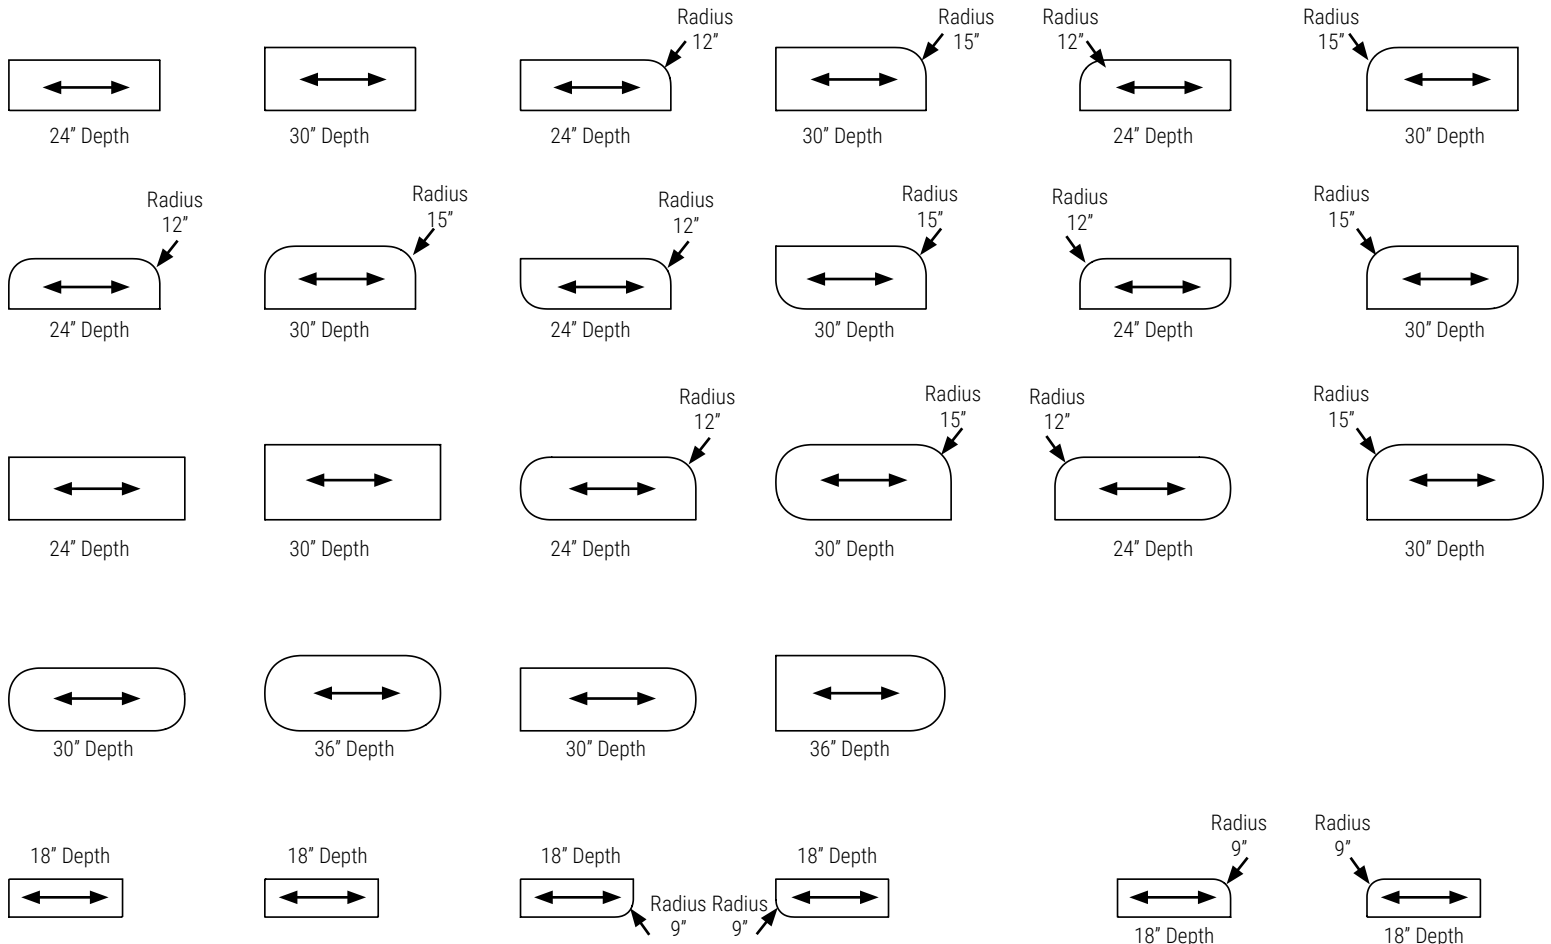 Radius
12”
Radius
15”
Radius
12”
Radius
15”
24” Depth
30” Depth
24” Depth
30” Depth
24” Depth
30” Depth
Radius
12”
Radius
15”
Radius
12”
Radius
15”
Radius
12”
Radius
15”
24” Depth
30” Depth
24” Depth
30” Depth
24” Depth
30” Depth
Radius
12”
Radius
15”
Radius
12”
Radius
15”
24” Depth
30” Depth
24” Depth
30” Depth
24” Depth
30” Depth
30” Depth
36” Depth
30” Depth
36” Depth
18” Depth
18” Depth
18” Depth
18” Depth
Radius
9”
Radius
9”
Radius
9”
Radius
9”
18” Depth
18” Depth